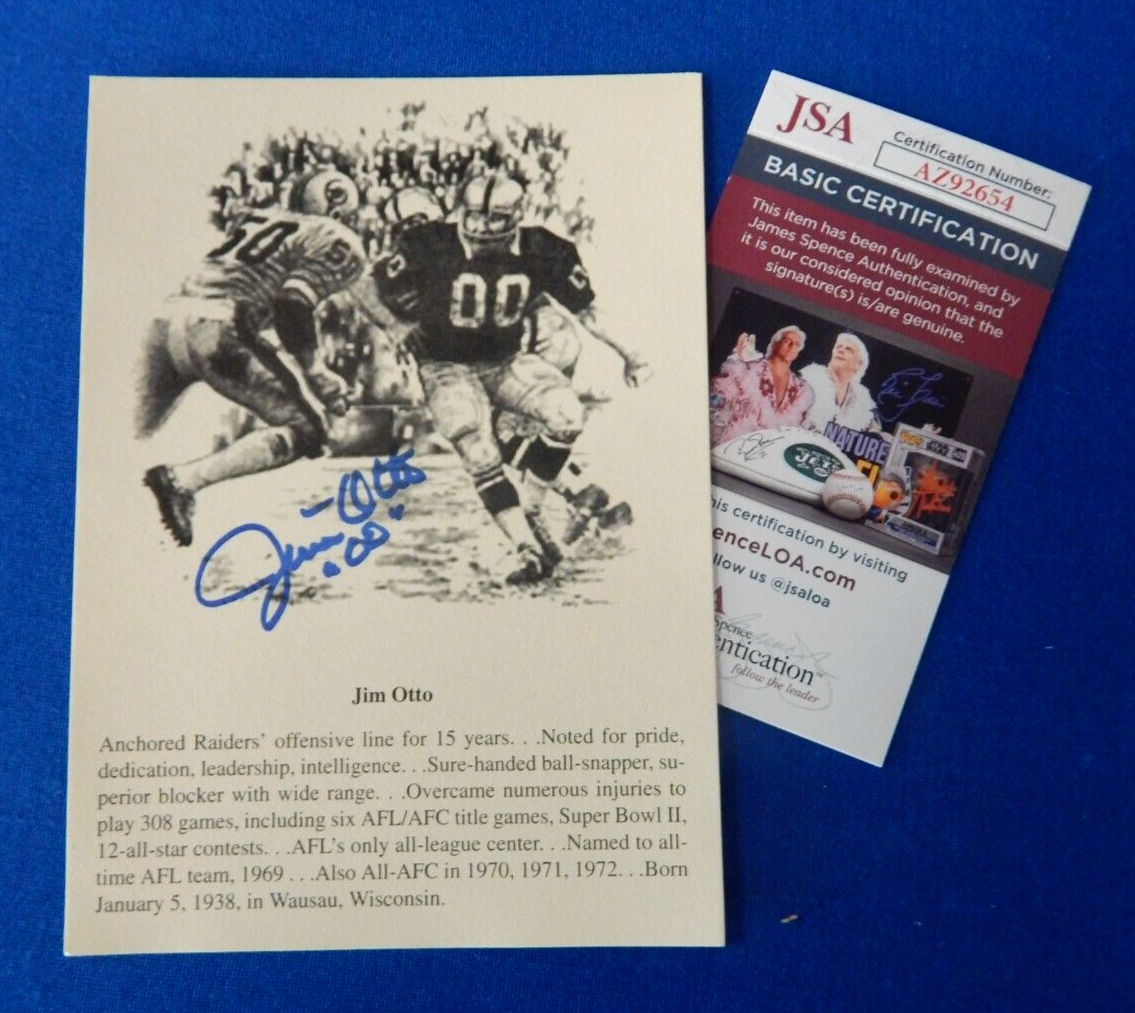 00
Jim Otto
"00"
Jim Otto
Anchored Raiders' offensive line for 15 years. . .Noted for pride,
dedication, leadership, intelligence. . .Sure-handed ball-snapper, su-
perior blocker with wide range. . .Overcame numerous injuries to
play 308 games, including six AFL/AFC title games, Super Bowl II,
12-all-star contests. . .AFL's only all-league center. . .Named to all-
time AFL team, 1969 . . .Also All-AFC in 1970, 1971, 1972. . .Born
January 5, 1938, in Wausau, Wisconsin.
JSA
Certification Number:
AZ92654
BASIC CERTIFICATION
This item has been fully examined by
James Spence Authentication, and
it is our considered opinion that the
signature(s) is/are genuine.
NATURE
JETS
his certification by visiting
enceLOA.com
llow us @jsaloa
Spence
entication™
follow the leader